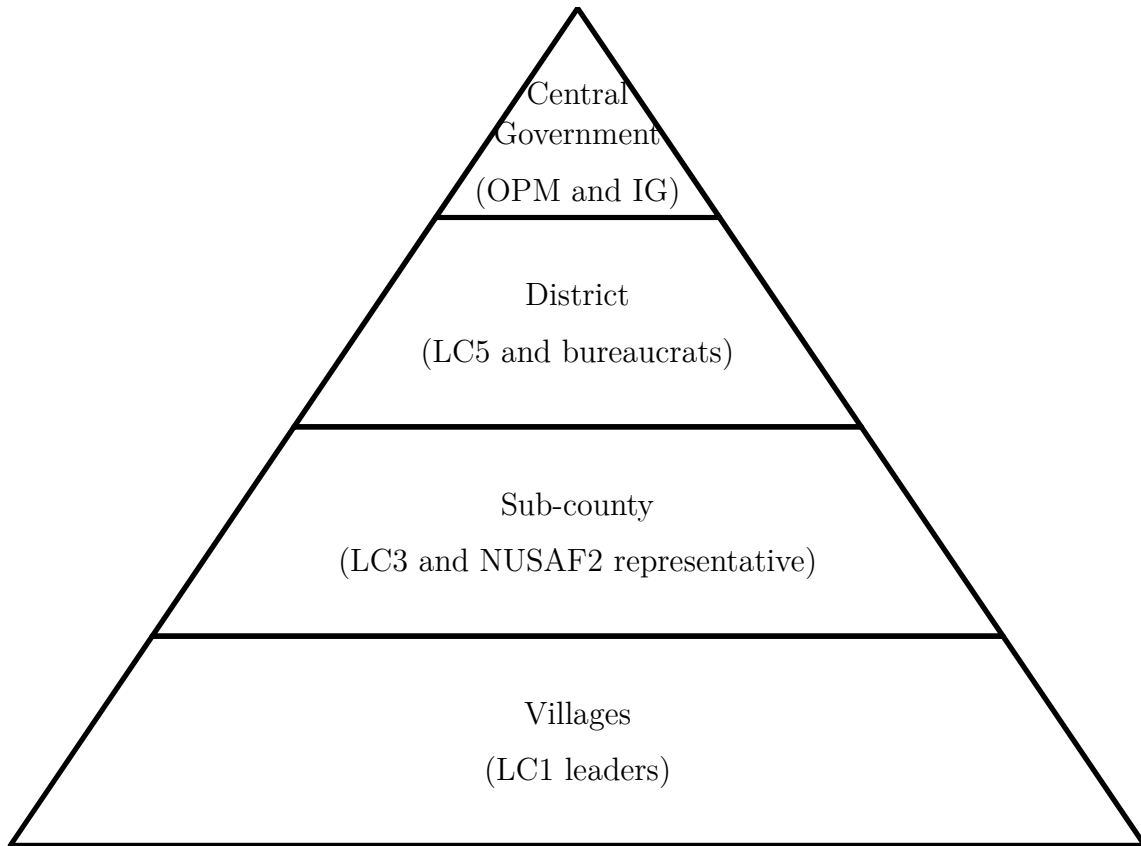 Central
Government
(OPM and IG)
District
(LC5 and bureaucrats)
Sub-county
(LC3 and NUSAF2 representative)
Villages
(LC1 leaders)